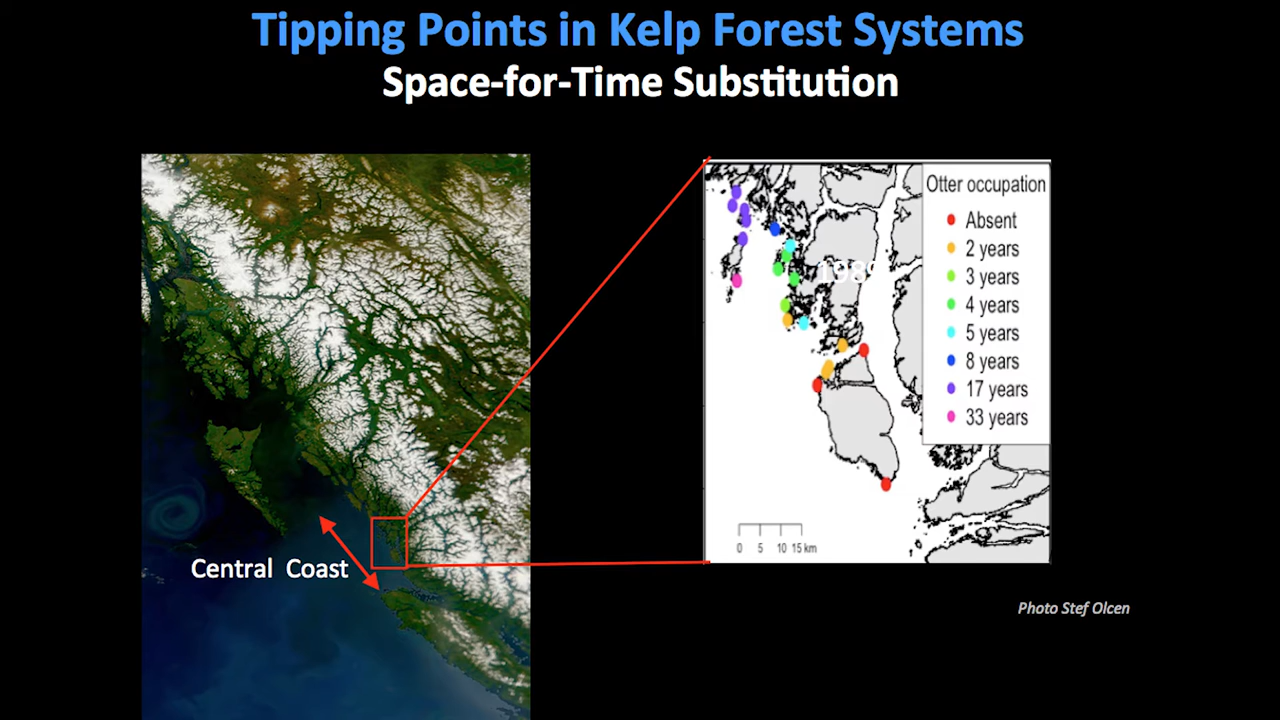 Tipping Points in Kelp Forest Systems
Space-for-Time Substitution
Central Coast
Otter occupation
Absent
2 years
3 years
4 years
5 years
8 years
17 years
33 years
0 5 10 15 km
Photo Stef Olcen